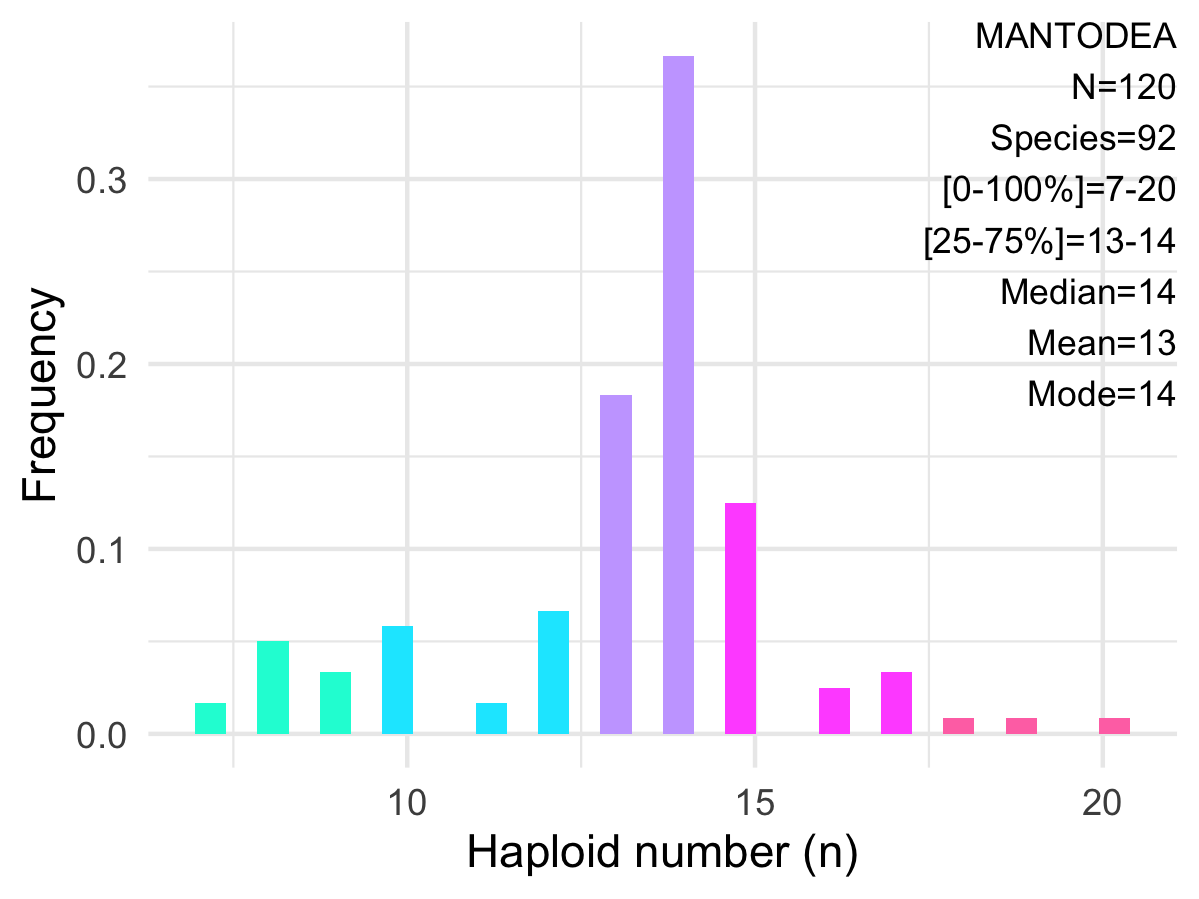 MANTODEA
N=120
Species=92
[0-100%]=7-20
[25-75%]=13-14
Median=14
Mean=13
Mode=14
Frequency
0.3
0.2
0.1
0.0
10 15 20
Haploid number (n)